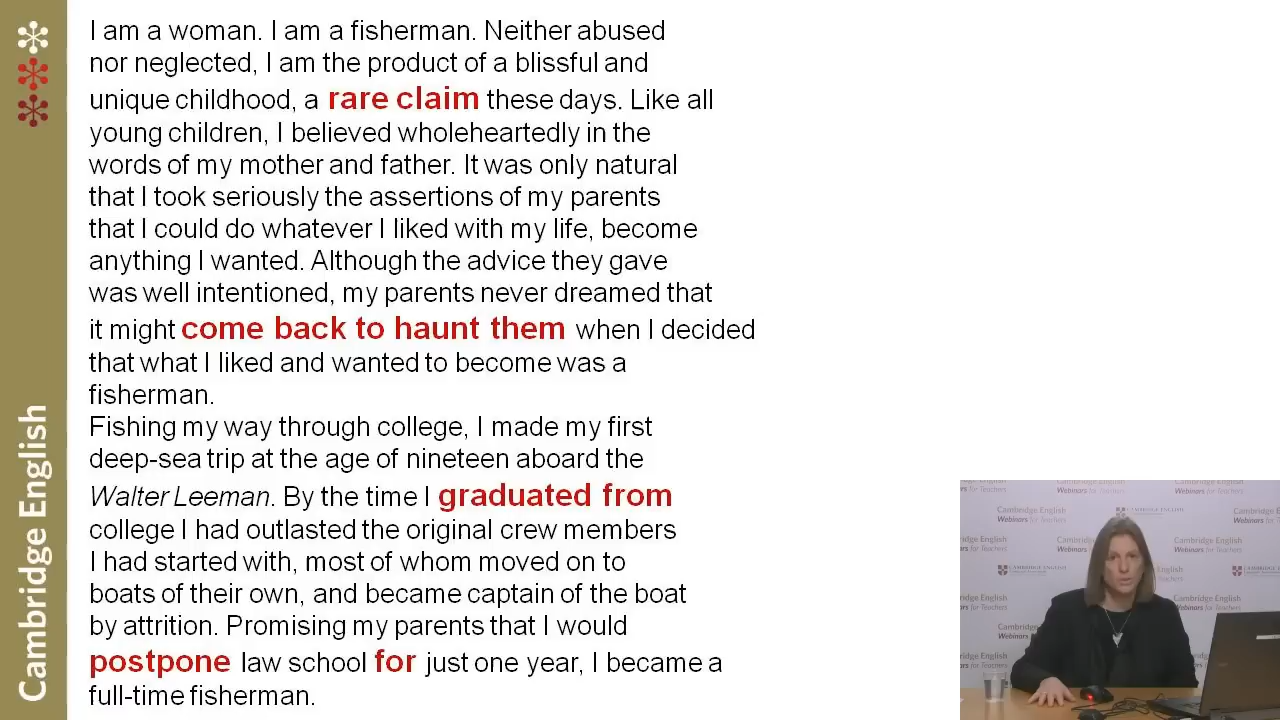 I am a woman. I am a fisherman. Neither abused
nor neglected, I am the product of a blissful and
unique childhood, a rare claim these days. Like all
young children, I believed wholeheartedly in the
words of my mother and father. It was only natural
that I took seriously the assertions of my parents
that I could do whatever I liked with my life, become
anything I wanted. Although the advice they gave
was well intentioned, my parents never dreamed that
it might come back to haunt them when I decided
that what I liked and wanted to become was a
fisherman.
Fishing my way through college, I made my first
deep-sea trip at the age of nineteen aboard the
Walter Leeman. By the time I graduated from
college I had outlasted the original crew members
I had started with, most of whom moved on to
boats of their own, and became captain of the boat
by attrition. Promising my parents that I would
postpone law school for just one year, I became a
full-time fisherman.
Cambridge English
Cambridge English
Webinars for Teachers